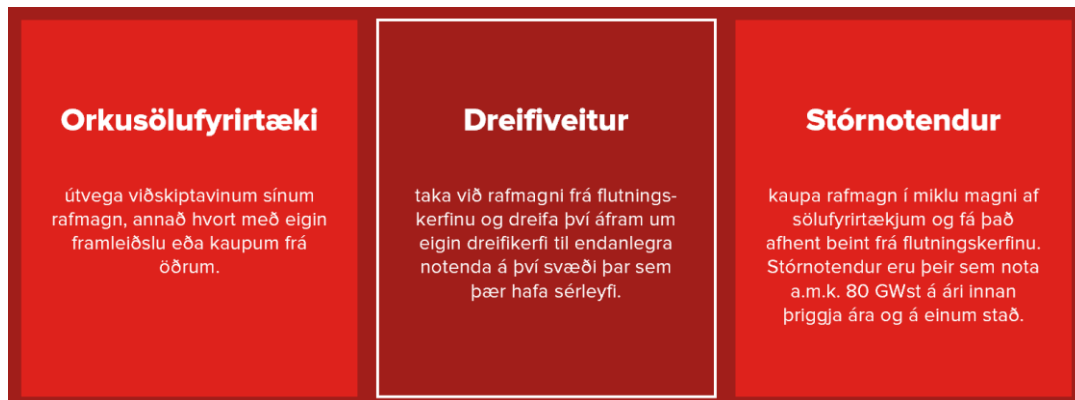 Orkusölufyrirtæki
útvega viðskiptavinum sínum
rafmagn, annað hvort með eigin
framleiðslu eða kaupum frá
öðrum.
Dreifiveitur
taka við rafmagni frá flutnings-
kerfinu og dreifa því áfram um
eigin dreifikerfi til endanlegra
notenda á því svæði þar sem
þær hafa sérleyfi.
Stórnotendur
kaupa rafmagn í miklu magni af
sölufyrirtækjum og fá það
afhent beint frá flutningskerfinu.
Stórnotendur eru þeir sem nota
a.m.k. 80 GWst á ári innan
þriggja ára og á einum stað.